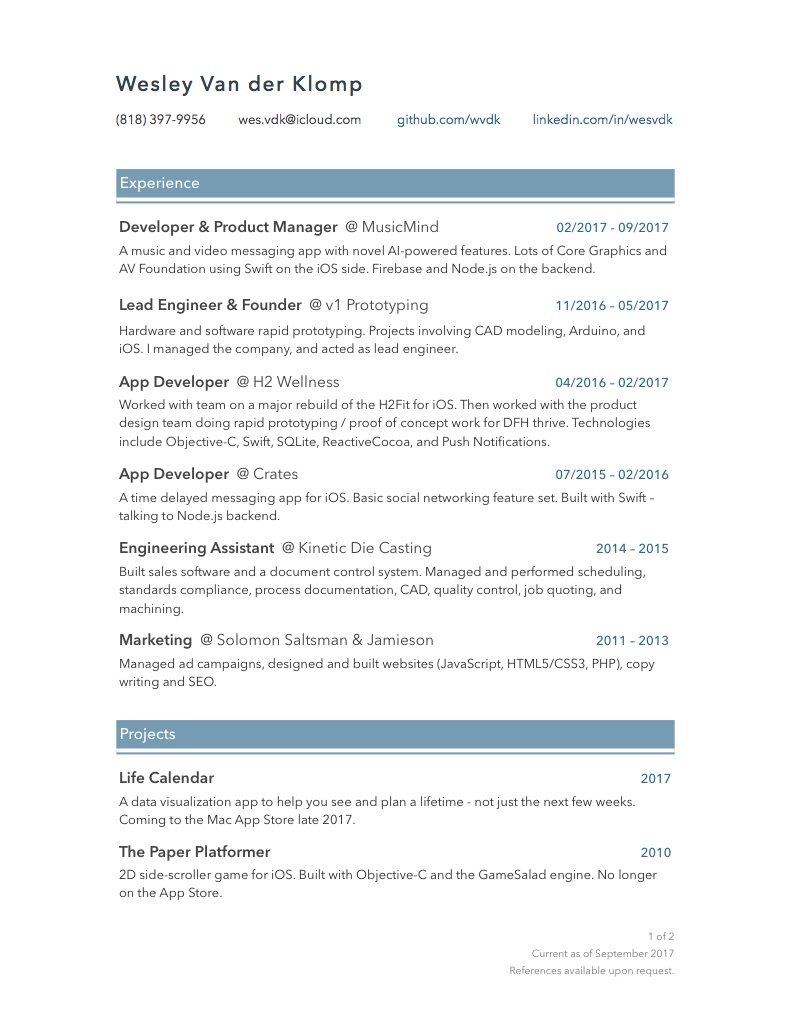 Wesley Van der Klomp
(818) 397-9956 wes.vdk@icloud.com github.com/wvdk linkedin.com/in/wesvdk
Experience
Developer & Product Manager @ MusicMind 02/2017 - 09/2017
A music and video messaging app with novel AI-powered features. Lots of Core Graphics and
AV Foundation using Swift on the iOS side. Firebase and Node.js on the backend.
Lead Engineer & Founder @ v1 Prototyping 11/2016 – 05/2017
Hardware and software rapid prototyping. Projects involving CAD modeling, Arduino, and
iOS. I managed the company, and acted as lead engineer.
App Developer @ H2 Wellness 04/2016 – 02/2017
Worked with team on a major rebuild of the H2Fit for iOS. Then worked with the product
design team doing rapid prototyping / proof of concept work for DFH thrive. Technologies
include Objective-C, Swift, SQLite, ReactiveCocoa, and Push Notifications.
App Developer @ Crates 07/2015 – 02/2016
A time delayed messaging app for iOS. Basic social networking feature set. Built with Swift –
talking to Node.js backend.
Engineering Assistant @ Kinetic Die Casting 2014 – 2015
Built sales software and a document control system. Managed and performed scheduling,
standards compliance, process documentation, CAD, quality control, job quoting, and
machining.
Marketing @ Solomon Saltsman & Jamieson 2011 – 2013
Managed ad campaigns, designed and built websites (JavaScript, HTML5/CSS3, PHP), copy
writing and SEO.
Projects
Life Calendar 2017
A data visualization app to help you see and plan a lifetime - not just the next few weeks.
Coming to the Mac App Store late 2017.
The Paper Platformer 2010
2D side-scroller game for iOS. Built with Objective-C and the GameSalad engine. No longer
on the App Store.
1 of 2
Current as of September 2017
References available upon request.